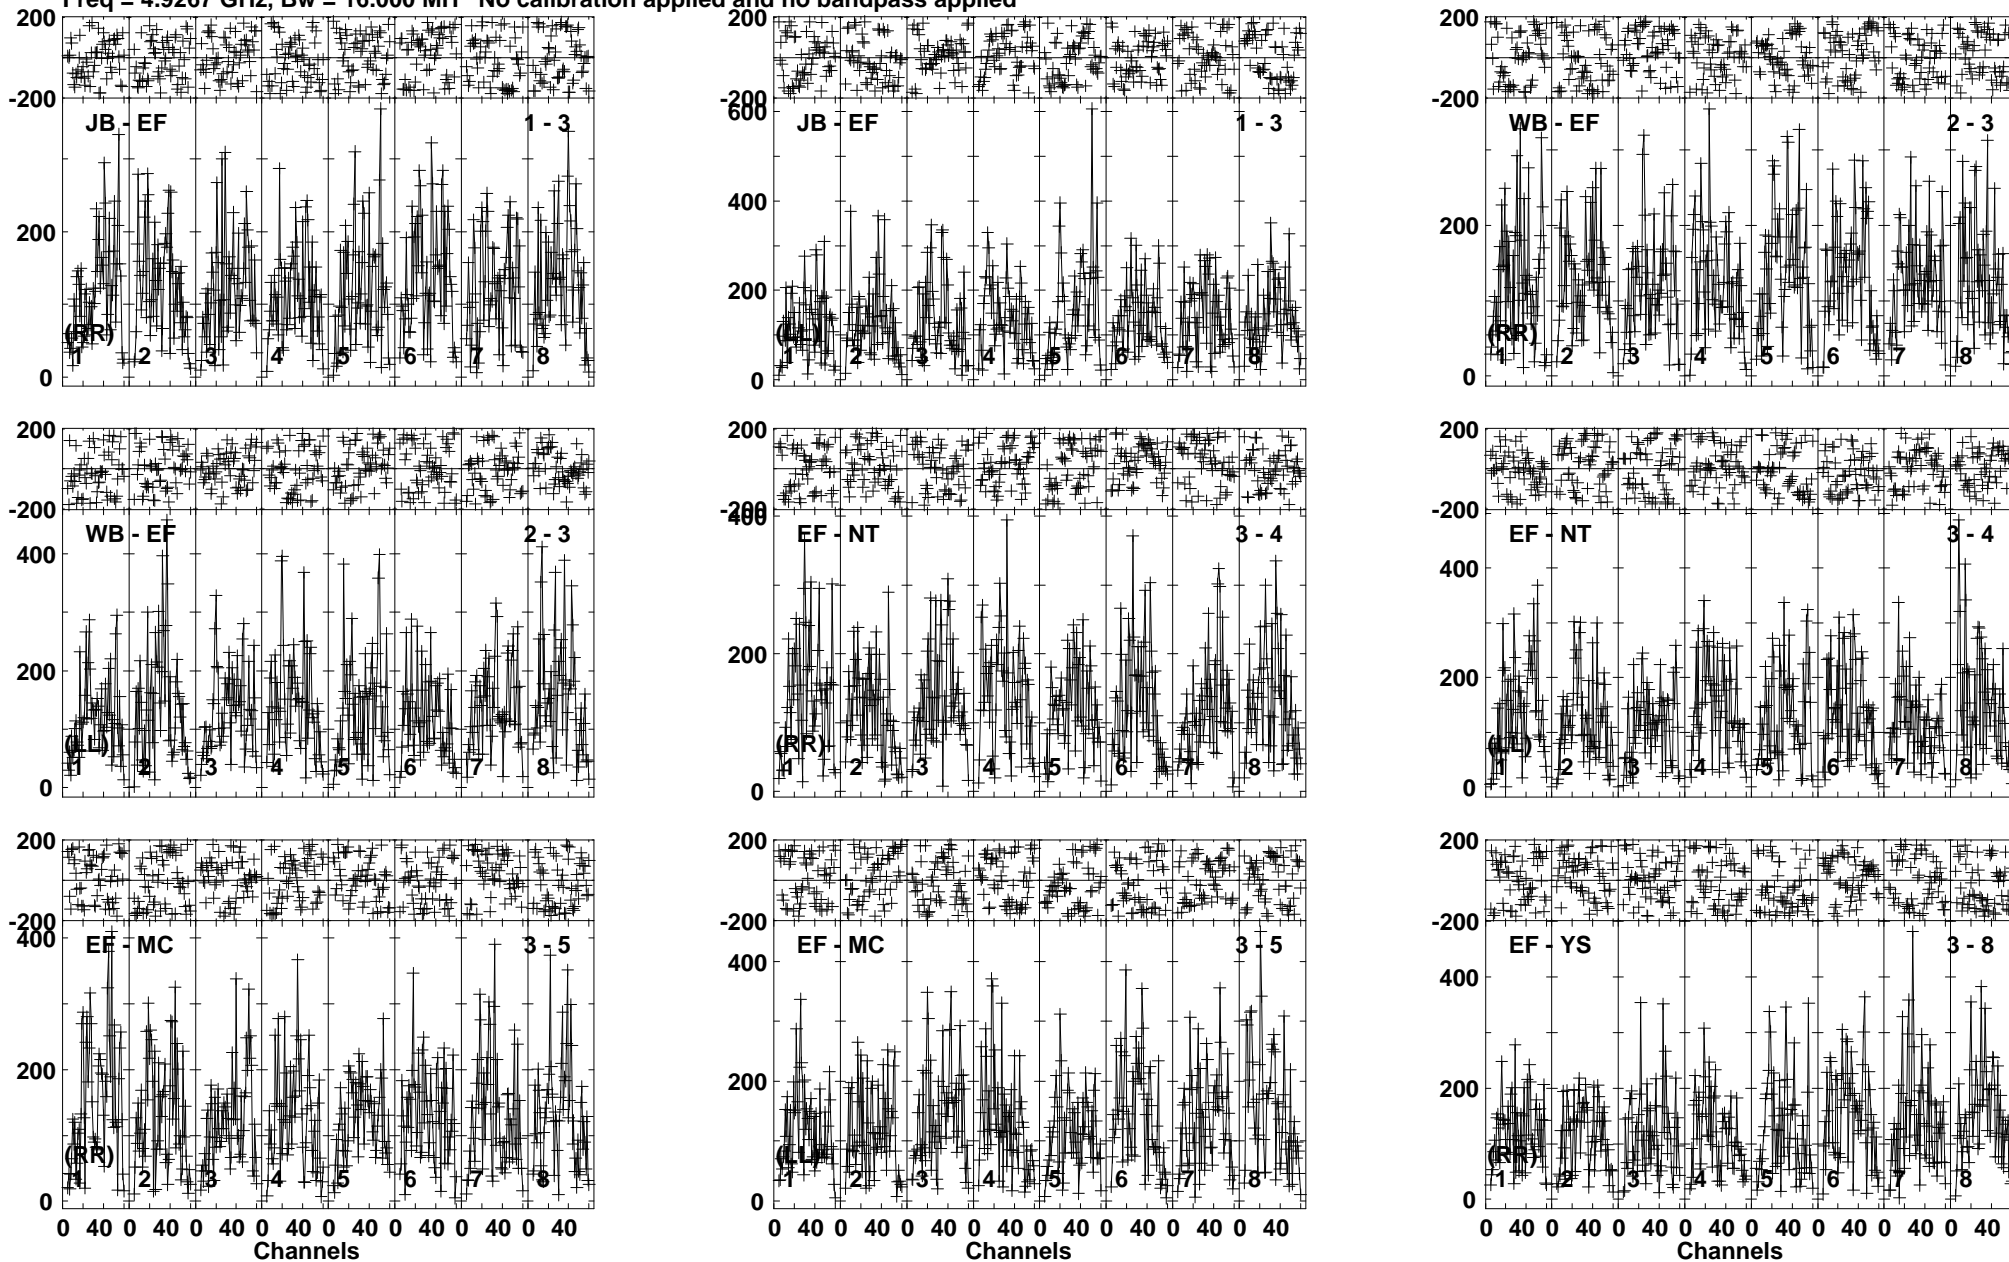 Freq = 4.9267 GHz, Bw = 16.000 MH No calibration applied and no bandpass applied
200 200 200
-200 -200 -200
600
JB - EF 1 - 3 JB - EF 1 - 3 WB - EF 2 - 3
400
200 200 200
(RR) (LL) (RR)
1 2 3 4 5 6 7 8 1 2 3 4 5 6 7 8 1 2 3 4 5 6 7 8
0 0 0
200 200 200
-200 -200 -200
400
WB - EF 2 - 3 EF - NT 3 - 4 EF - NT 3 - 4
400 400
200 200 200
(LL) (RR) (LL)
1 2 3 4 5 6 7 8 1 2 3 4 5 6 7 8 1 2 3 4 5 6 7 8
0 0 0
200 200 200
-200 -200 -200
400
EF - MC 3 - 5 EF - MC 3 - 5 EF - YS 3 - 8
400 400
200 200 200
(RR) (LL) (RR)
1 2 3 4 5 6 7 8 1 2 3 4 5 6 7 8 1 2 3 4 5 6 7 8
0 0 0
0 40 0 40 0 40 0 40 0 40 0 40 0 40 0 40 0 40 0 40 0 40 0 40 0 40 0 40 0 40 0 40 0 40 0 40 0 40 0 40 0 40 0 40 0 40 0 40
Channels Channels Channels